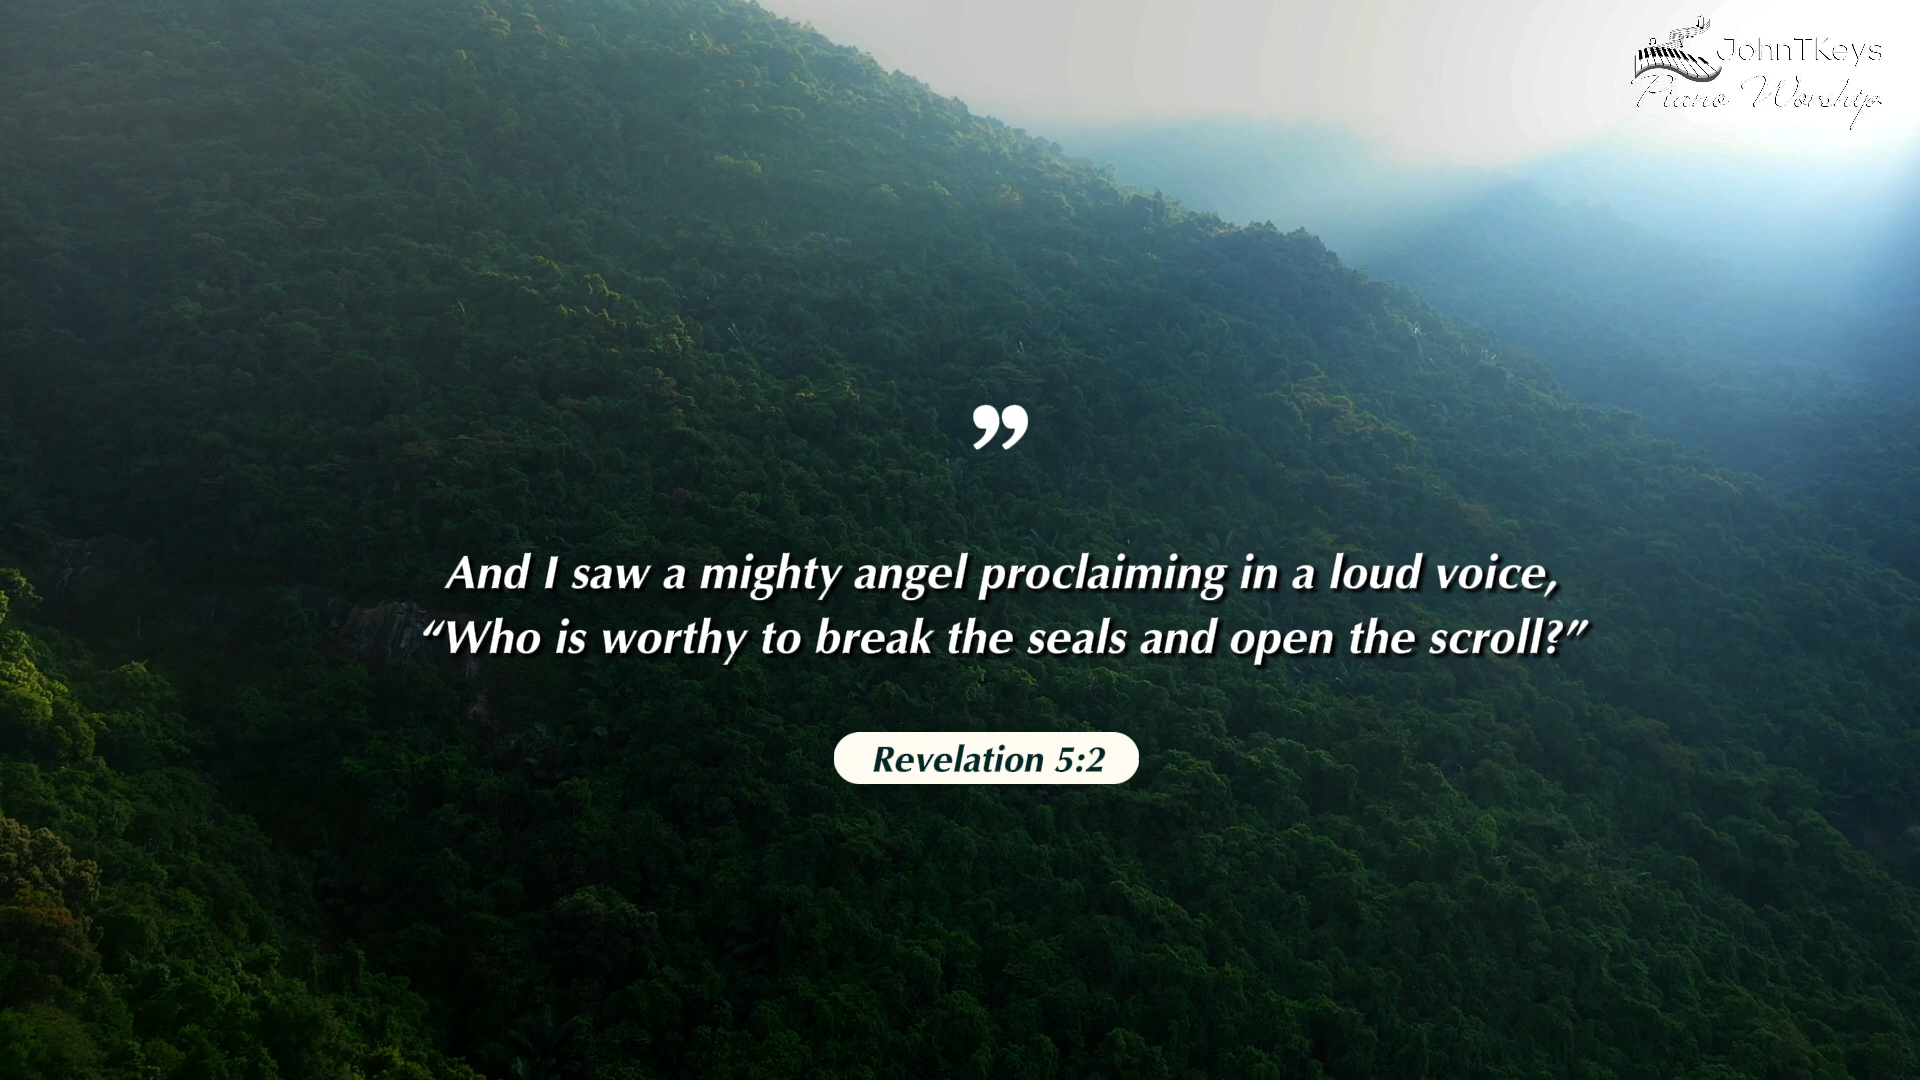 JohnTKeys
Piano Worship
”
And I saw a mighty angel proclaiming in a loud voice,
“Who is worthy to break the seals and open the scroll?”
Revelation 5:2